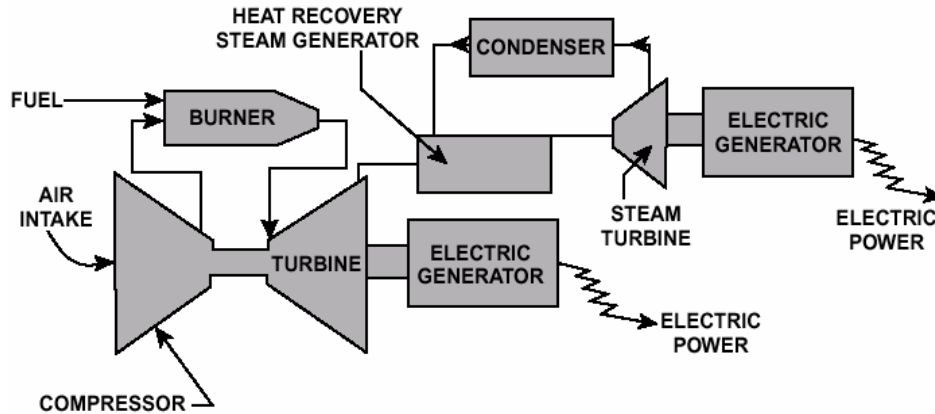 HEAT RECOVERY
STEAM GENERATOR
CONDENSER
FUEL
BURNER
ELECTRIC
GENERATOR
AIR
INTAKE
STEAM
TURBINE
ELECTRIC
POWER
TURBINE
ELECTRIC
GENERATOR
ELECTRIC
POWER
COMPRESSOR